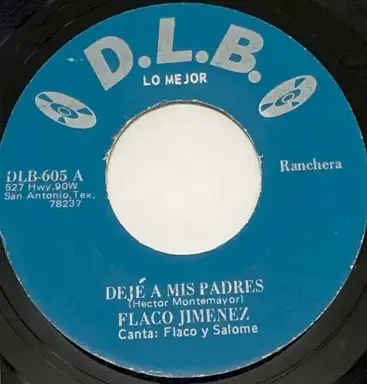 D.L.B.
LO MEJOR
DLB-605 A
527 Hwy.90W
San Antonio,Tex.
78237
Ranchera
DEJÉ A MIS PADRES
(Hector Montemayor)
FLACO JIMENEZ
Canta: Flaco y Salome